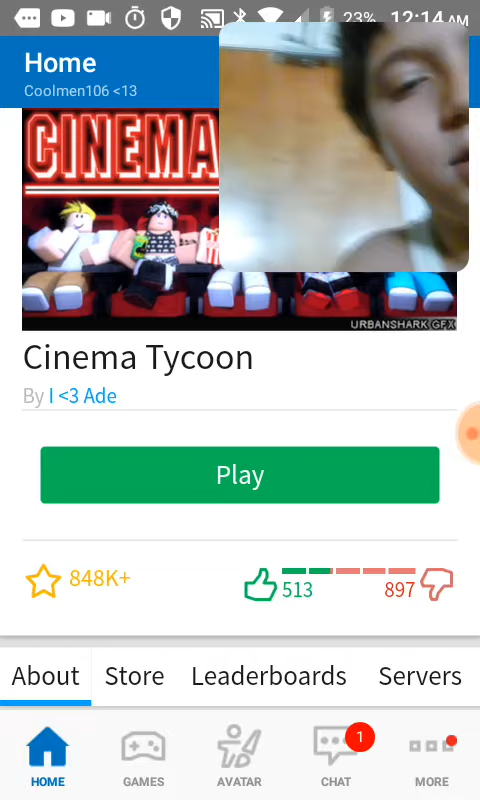 23% 12:14 AM
Home
Coolmen106 <13
CINEMA
URBANSHARK GFX
Cinema Tycoon
By I <3 Ade
Play
848K+
513
897
About Store Leaderboards Servers
1
HOME GAMES AVATAR CHAT MORE